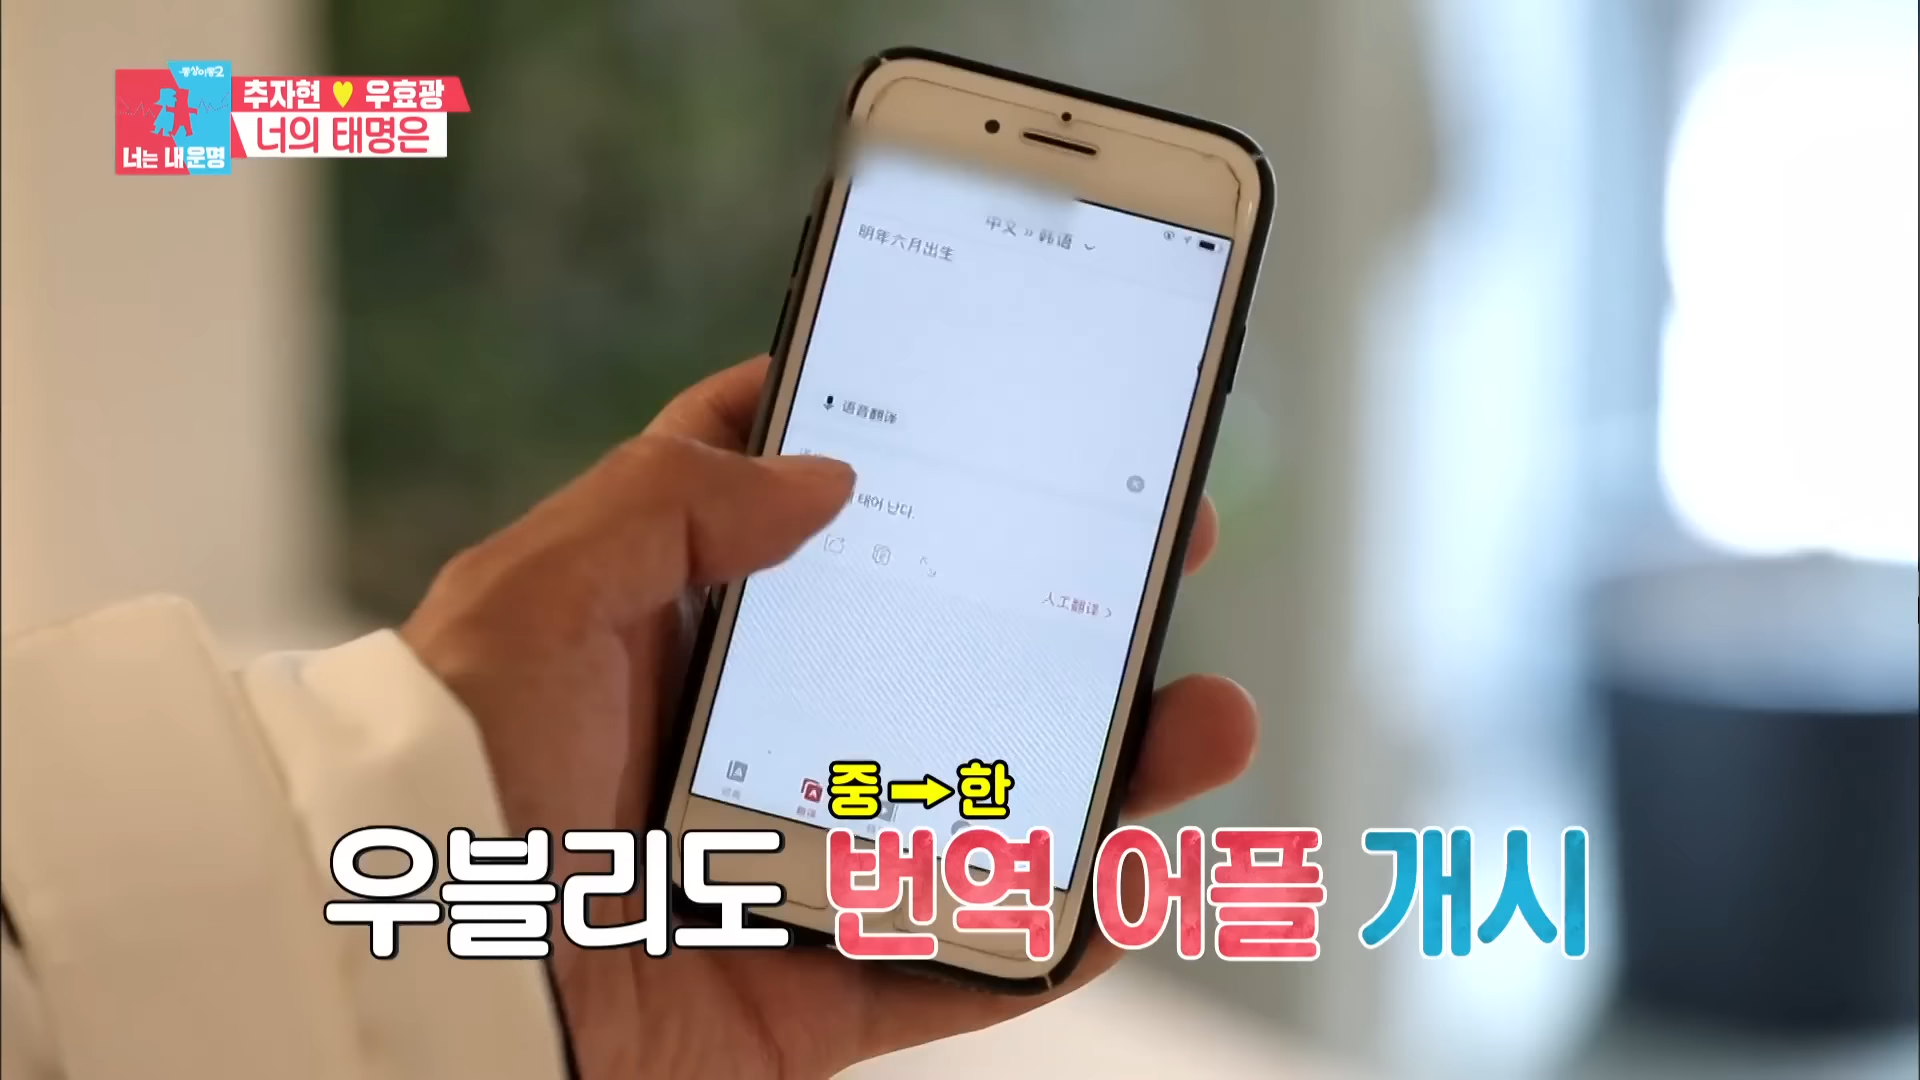 동상이몽2
너는 내운명
추자현 우효광
너의 태명은
中文 » 韩语
明年六月出生
语音翻译
태어 난다.
人工翻译 >
翻译
중→한
우블리도 번역 어플 개시